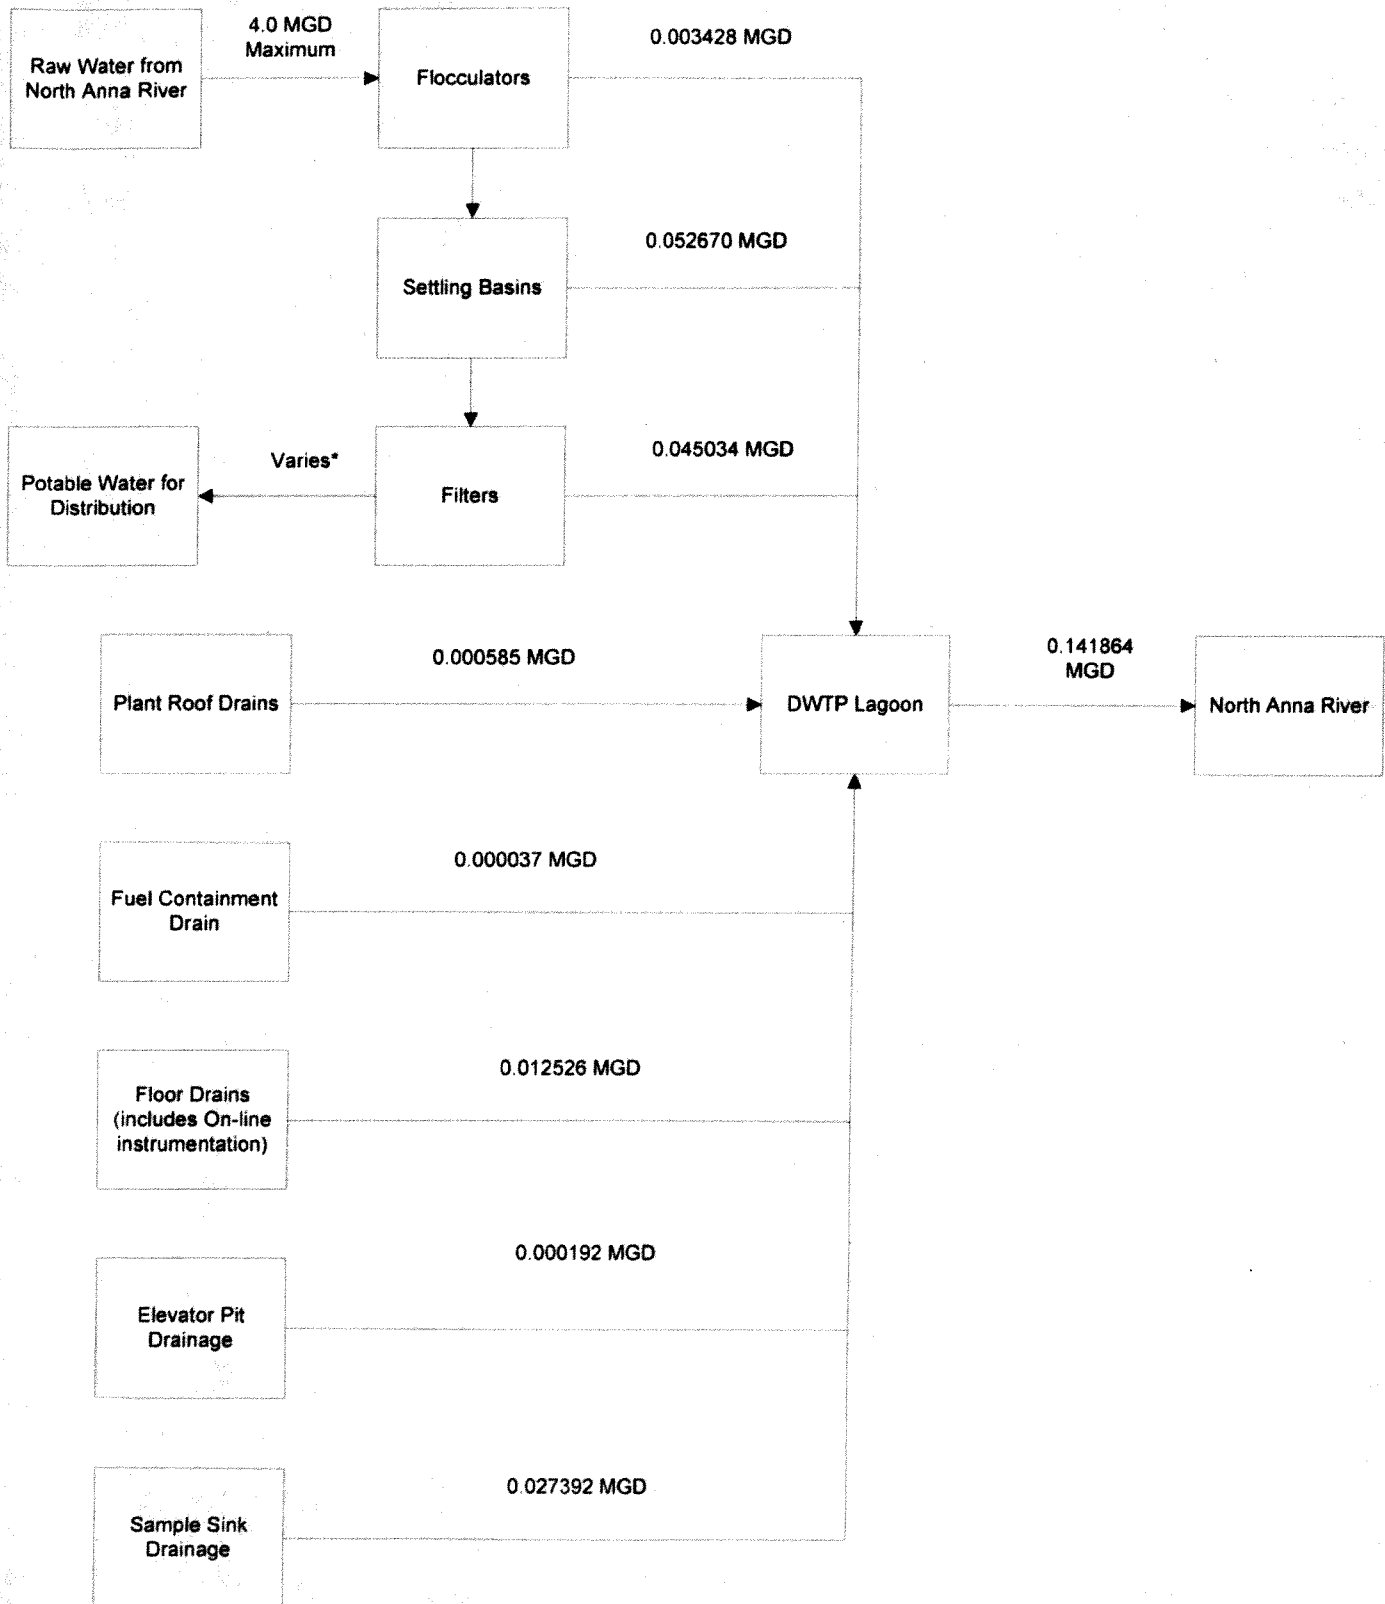 4.0 MGD
Maximum
0.003428 MGD
Raw Water from
North Anna River
Flocculators
0.052670 MGD
Settling Basins
0.045034 MGD
Varies*
Potable Water for
Distribution
Filters
0.000585 MGD
0.141864
MGD
Plant Roof Drains
DWTP Lagoon
North Anna River
0.000037 MGD
Fuel Containment
Drain
0.012526 MGD
Floor Drains
(includes On-line
instrumentation)
0.000192 MGD
Elevator Pit
Drainage
0.027392 MGD
Sample Sink
Drainage